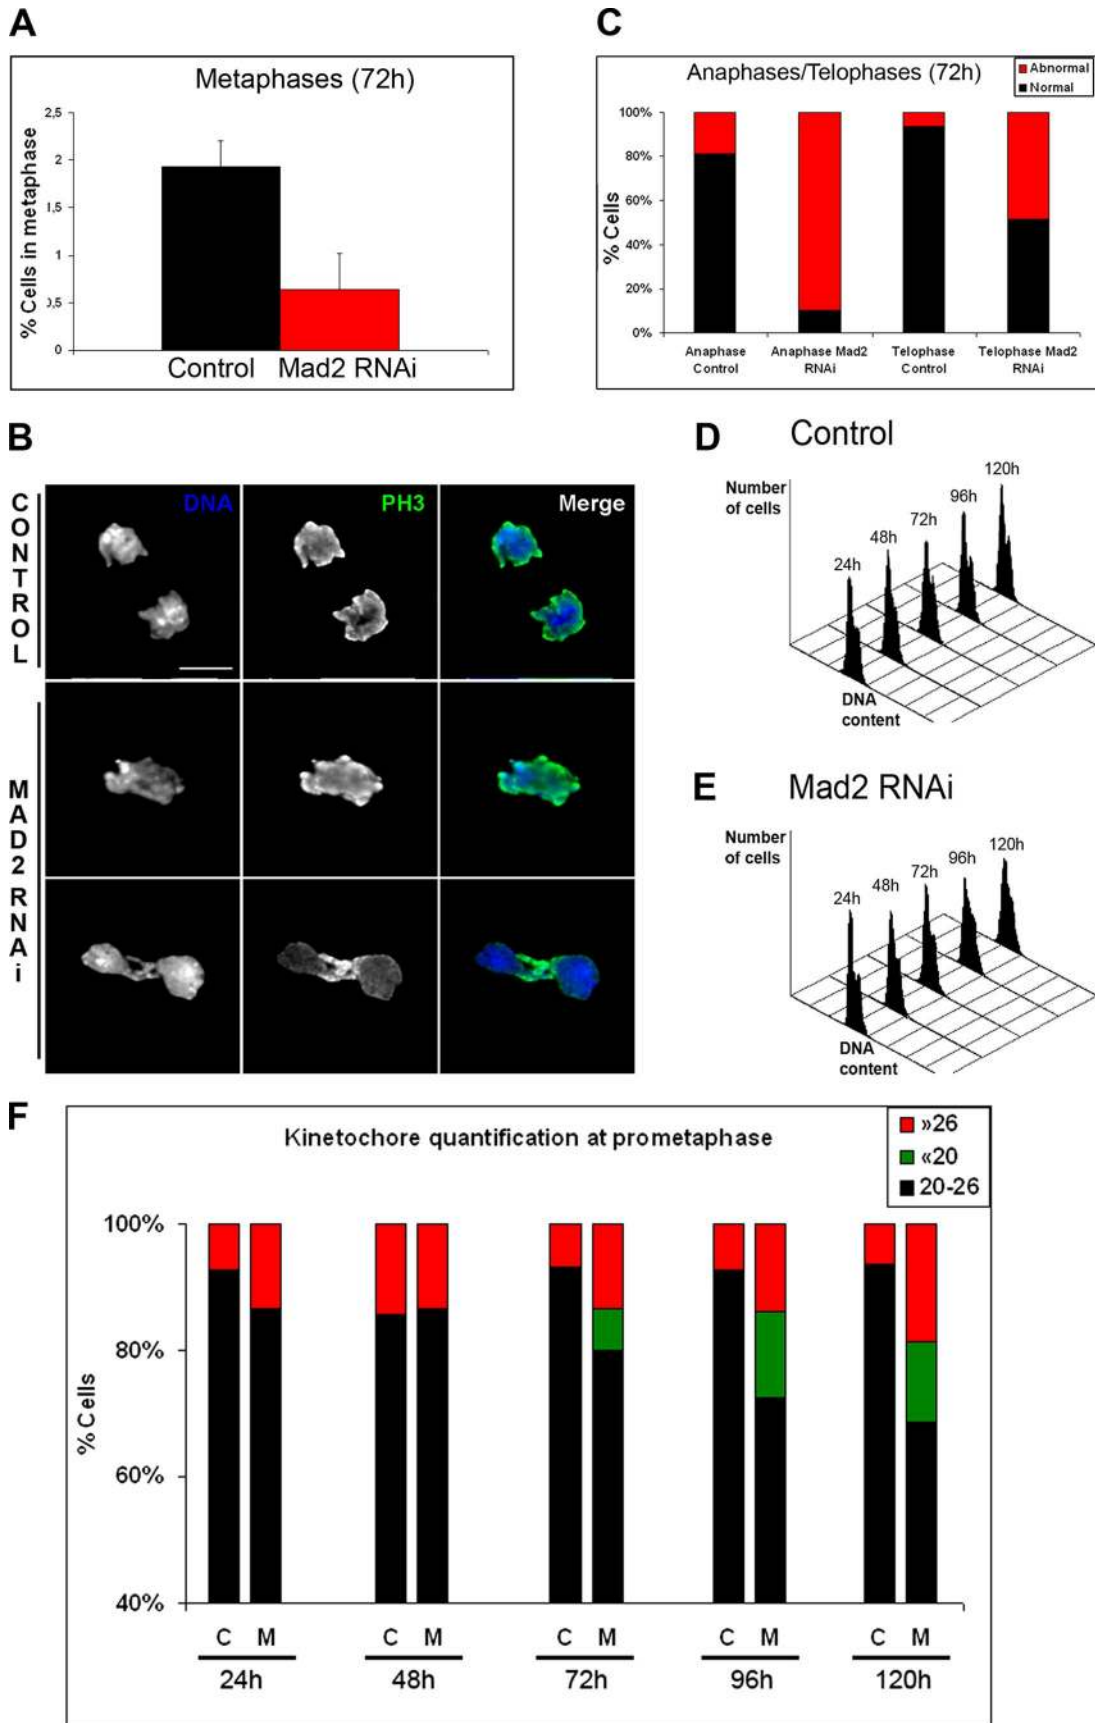 A
Metaphases (72h)
% Cells in metaphase
2,5
2
1,5
1
0,5
0
Control
Mad2 RNAi
C
Anaphases/Telophases (72h)
Abnormal
Normal
% Cells
100%
80%
60%
40%
20%
0%
Anaphase
Control
Anaphase Mad2
RNAi
Telophase
Control
Telophase Mad2
RNAi
B
CONTROL
MAD2 RNAi
DNA
PH3
Merge
D
Control
Number
of cells
24h
48h
72h
96h
120h
DNA
content
E
Mad2 RNAi
Number
of cells
24h
48h
72h
96h
120h
DNA
content
F
Kinetochore quantification at prometaphase
»26
«20
20-26
% Cells
100%
80%
60%
40%
C M
C M
C M
C M
C M
24h
48h
72h
96h
120h